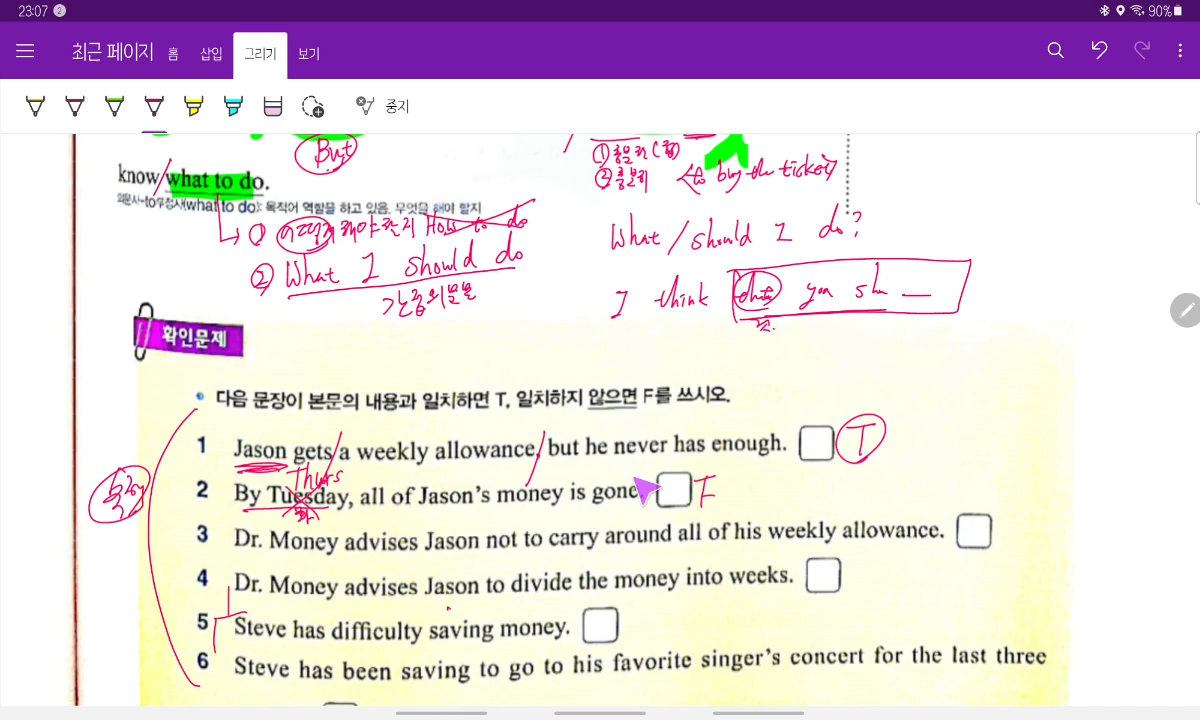 23:07 2 90%
최근 페이지 홈 삽입 그리기 보기
중지
But
① 충분한 (형)
② 충분히 <to buy the ticket>
know/what to do.
의문사+to부정사(what to do): 목적어 역할을 하고 있음. 무엇을 해야 할지
① 어떻게 해야 할지 How to do
② What I should do
간접의문문
What / should I do?
I think that you sh
확인문제
• 다음 문장이 본문의 내용과 일치하면 T, 일치하지 않으면 F를 쓰시오.
1 Jason gets/a weekly allowance,/but he never has enough. T
Thurs
2 By Tuesday, all of Jason's money is gone F
화
3 Dr. Money advises Jason not to carry around all of his weekly allowance.
4 Dr. Money advises Jason to divide the money into weeks.
5 Steve has difficulty saving money.
6 Steve has been saving to go to his favorite singer's concert for the last three